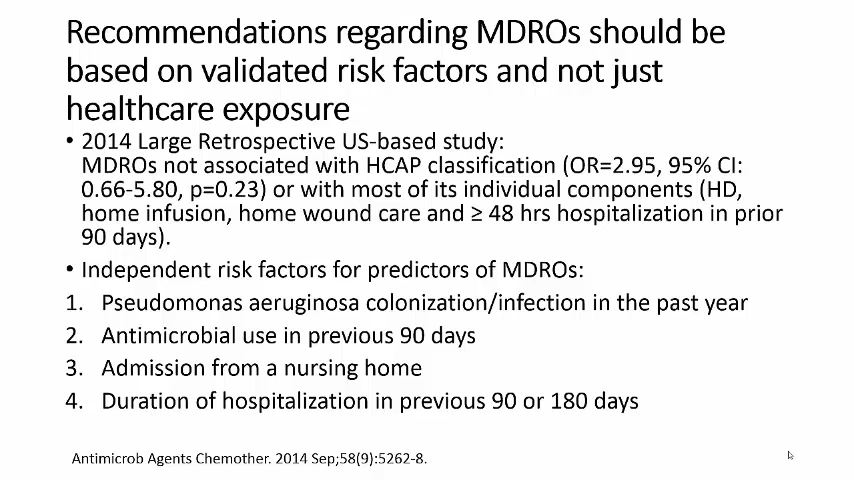 Recommendations regarding MDROs should be
based on validated risk factors and not just
healthcare exposure
• 2014 Large Retrospective US-based study:
MDROs not associated with HCAP classification (OR=2.95, 95% CI:
0.66-5.80, p=0.23) or with most of its individual components (HD,
home infusion, home wound care and ≥ 48 hrs hospitalization in prior
90 days).
• Independent risk factors for predictors of MDROs:
1. Pseudomonas aeruginosa colonization/infection in the past year
2. Antimicrobial use in previous 90 days
3. Admission from a nursing home
4. Duration of hospitalization in previous 90 or 180 days
Antimicrob Agents Chemother. 2014 Sep;58(9):5262-8.